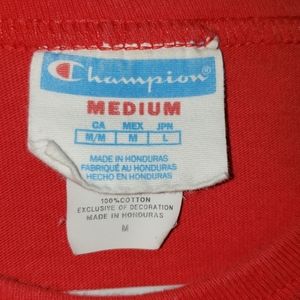 Champion®
MEDIUM
CA MEX JPN
M/M M L
MADE IN HONDURAS
FABRIQUÉ AU HONDURAS
HECHO EN HONDURAS
100%COTTON
EXCLUSIVE OF DECORATION
MADE IN HONDURAS
M